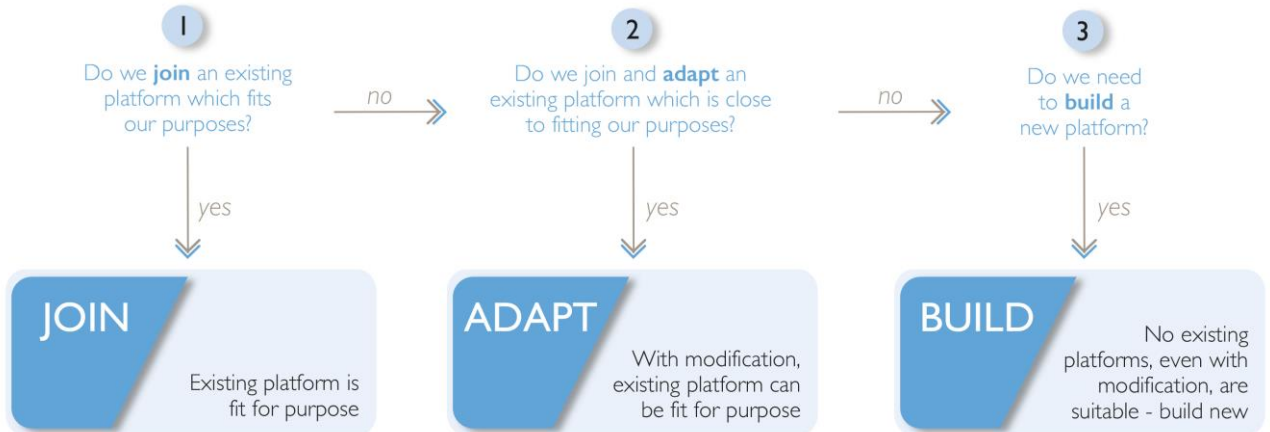 1
Do we join an existing
platform which fits
our purposes?
no
2
Do we join and adapt an
existing platform which is close
to fitting our purposes?
no
3
Do we need
to build a
new platform?
yes
yes
yes
JOIN
Existing platform is
fit for purpose
ADAPT
With modification,
existing platform can
be fit for purpose
BUILD
No existing
platforms, even with
modification, are
suitable - build new